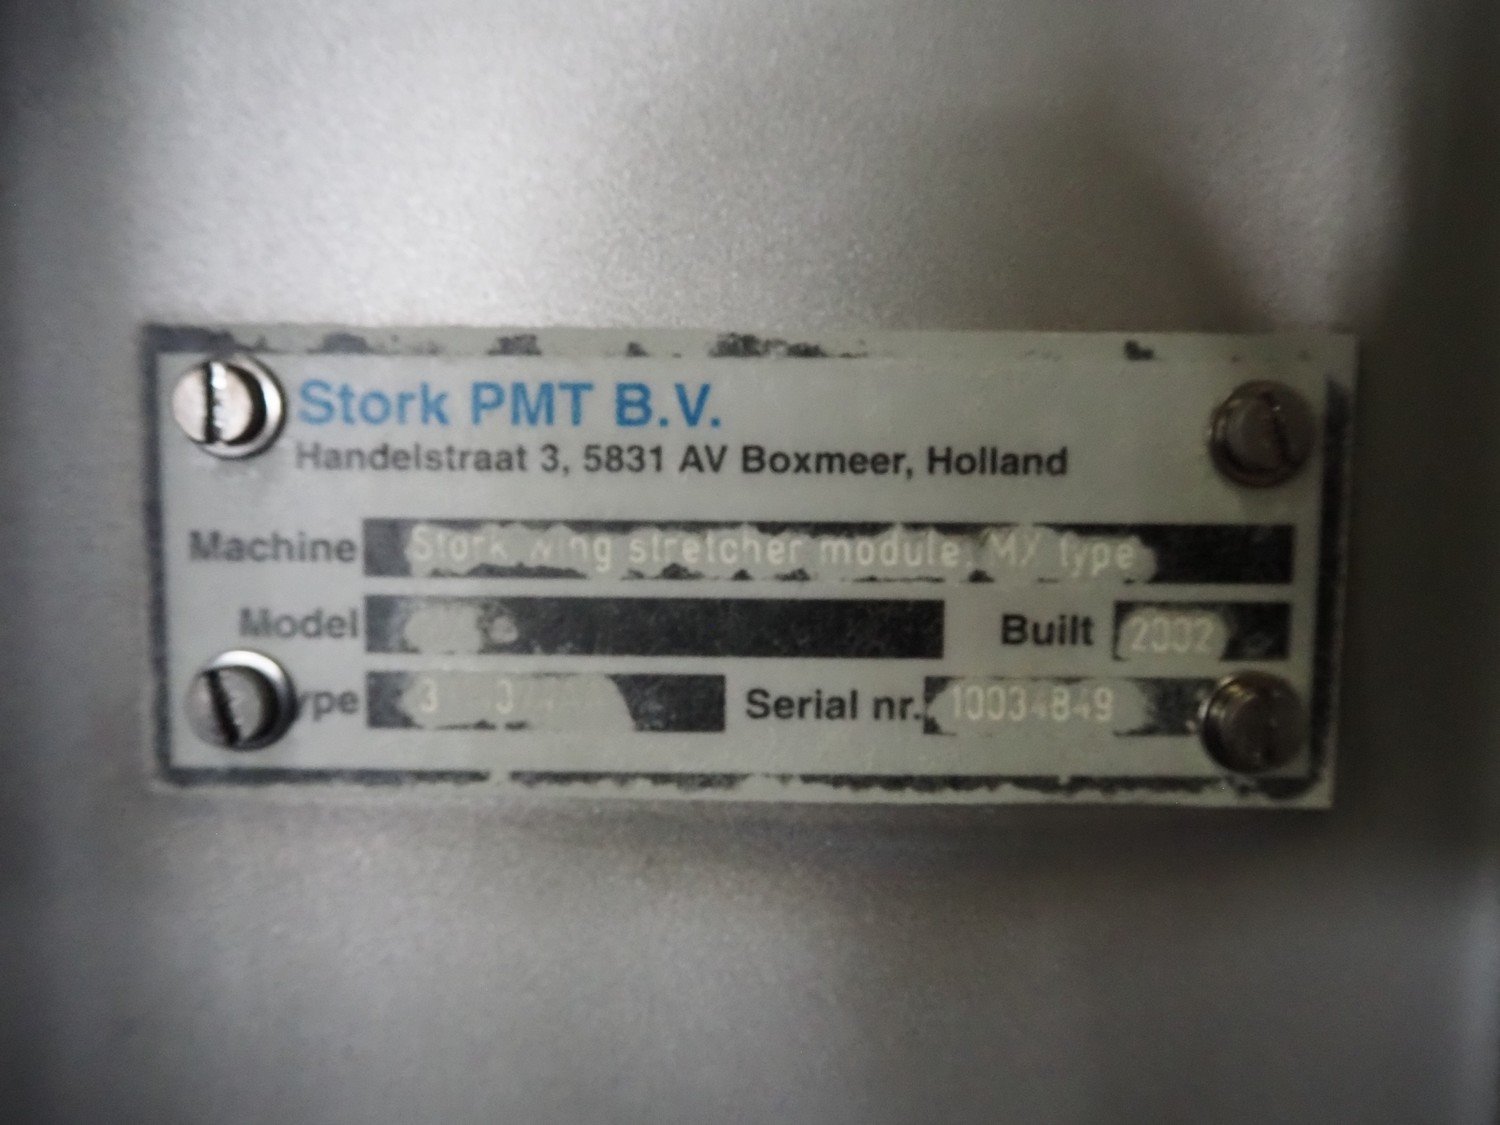 Stork PMT B.V.
Handelstraat 3, 5831 AV Boxmeer, Holland
Machine Stork wing stretcher module, MX type
Model Built 2002
Serial nr. 10034849